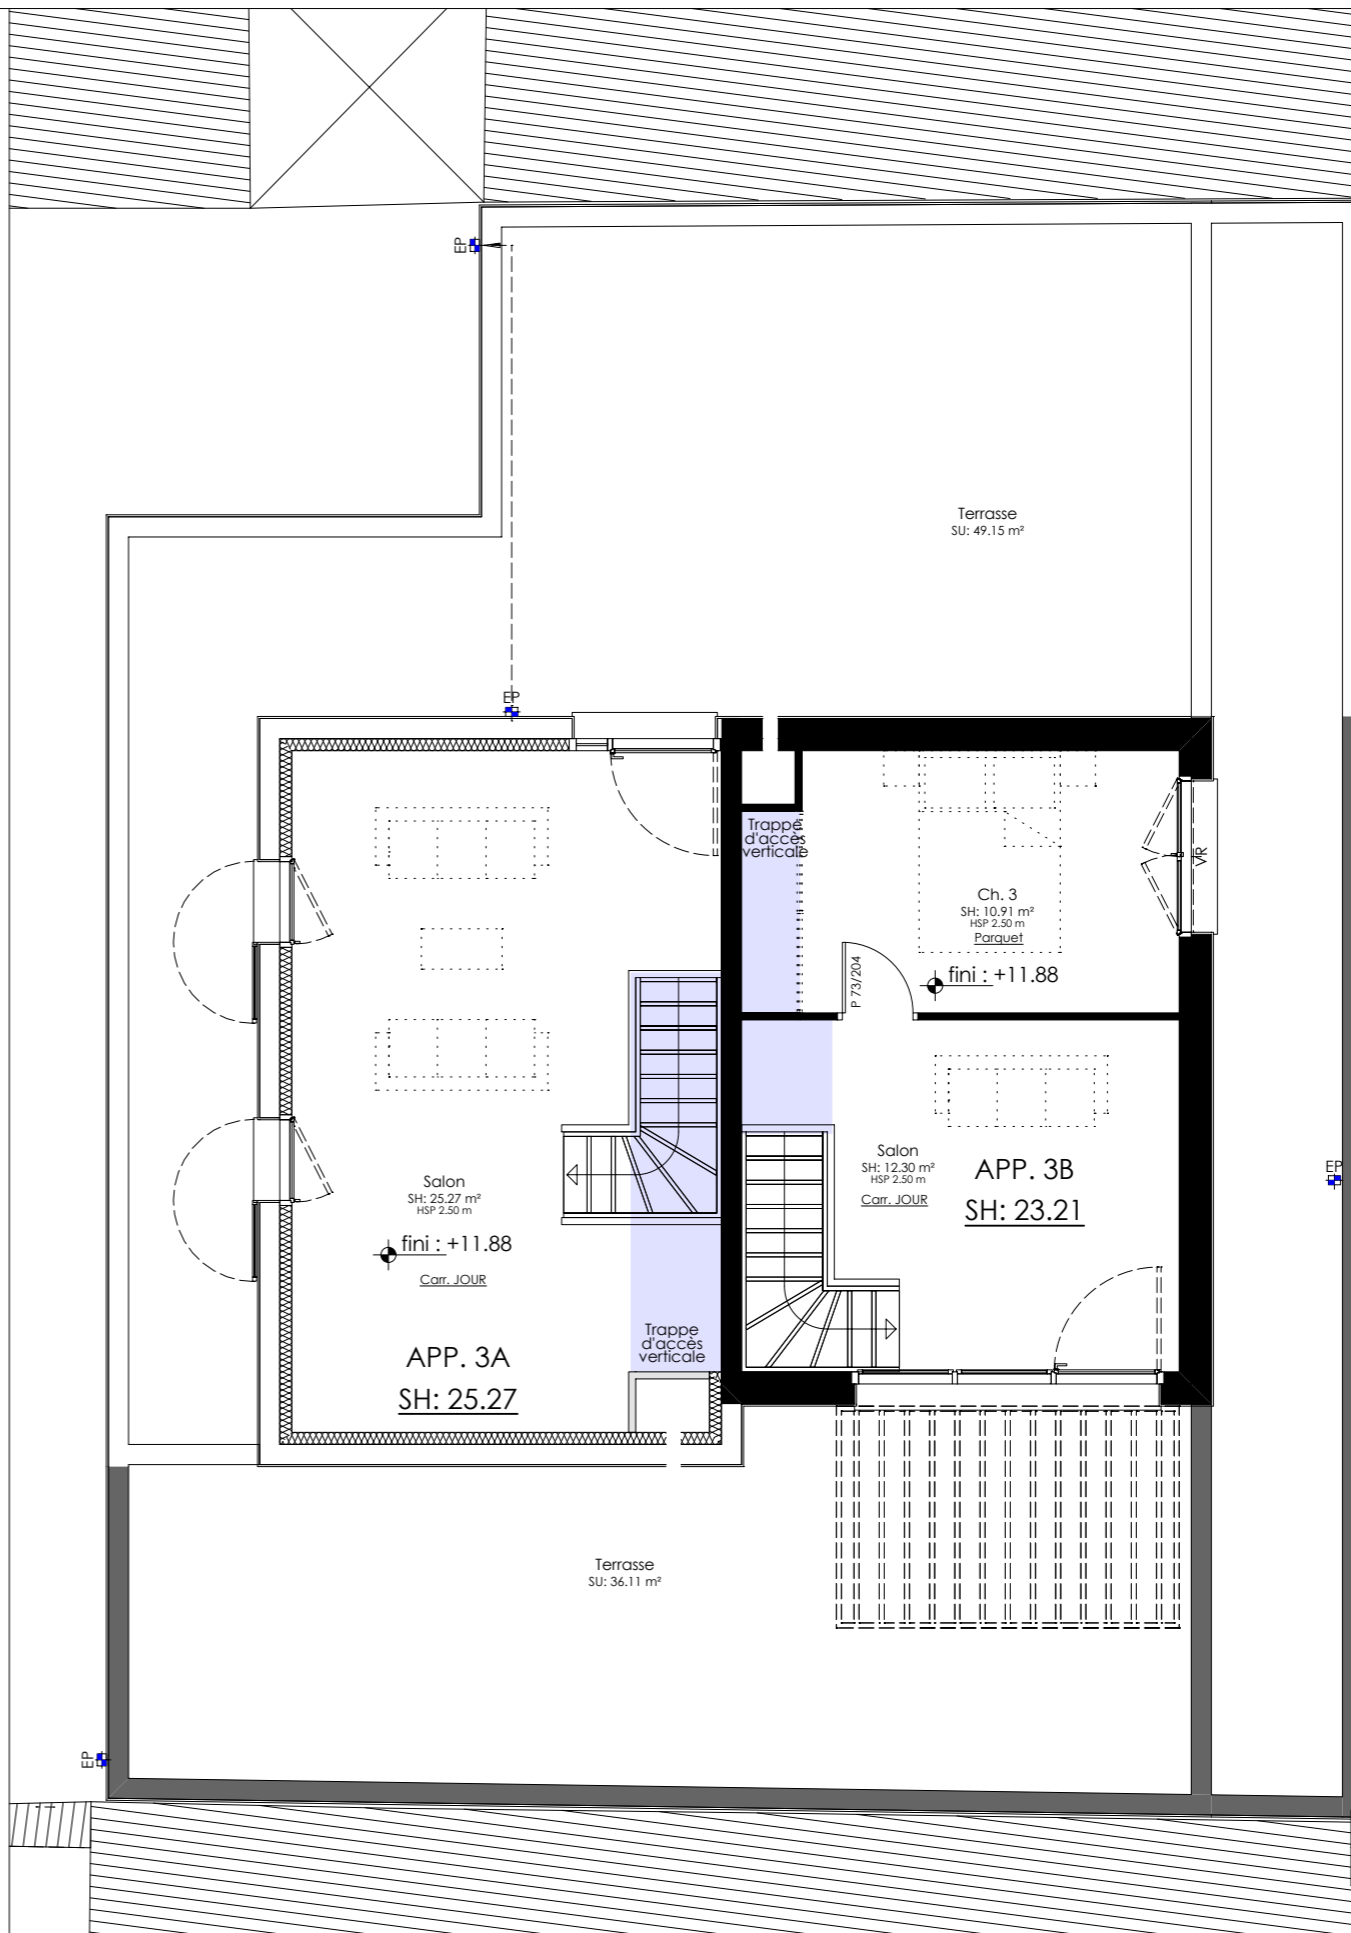 EP
Terrasse
SU: 49.15 m²
EP
Trappe
d'accès
verticale
VR
Ch. 3
SH: 10.91 m²
HSP 2.50 m
Parquet
P 73/204
fini : +11.88
Salon
SH: 25.27 m²
HSP 2.50 m
fini : +11.88
Carr. JOUR
Salon
SH: 12.30 m²
HSP 2.50 m
Carr. JOUR
APP. 3B
SH: 23.21
EP
Trappe
d'accès
verticale
APP. 3A
SH: 25.27
Terrasse
SU: 36.11 m²
EP